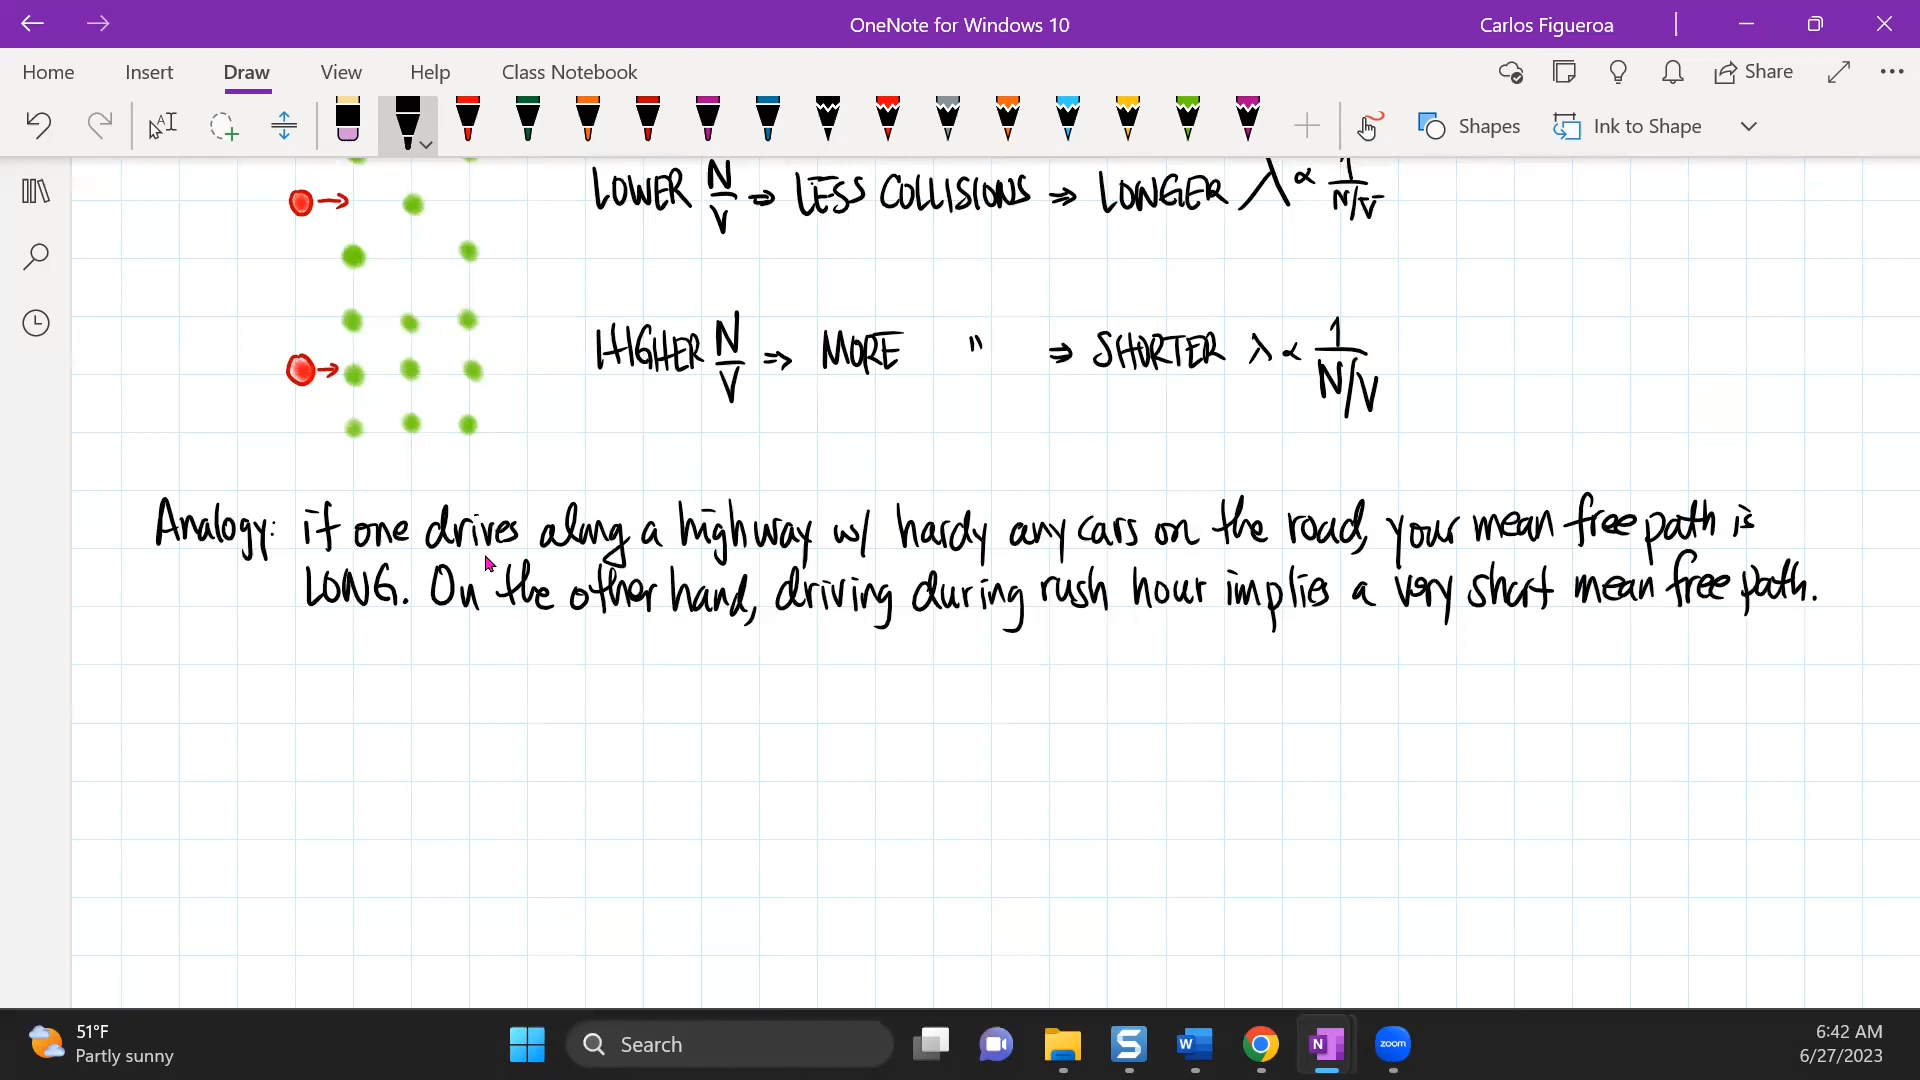 OneNote for Windows 10
Carlos Figueroa
Home Insert Draw View Help Class Notebook Share
Shapes Ink to Shape
LOWER N/V ⇒ LESS COLLISIONS ⇒ LONGER λ ∝ 1/N/V
HIGHER N/V ⇒ MORE " ⇒ SHORTER λ ∝ 1/N/V
Analogy: if one drives along a highway w/ hardy any cars on the road, your mean free path is
LONG. On the other hand, driving during rush hour implies a very short mean free path.
51°F
Partly sunny
Search
zoom
6:42 AM
6/27/2023